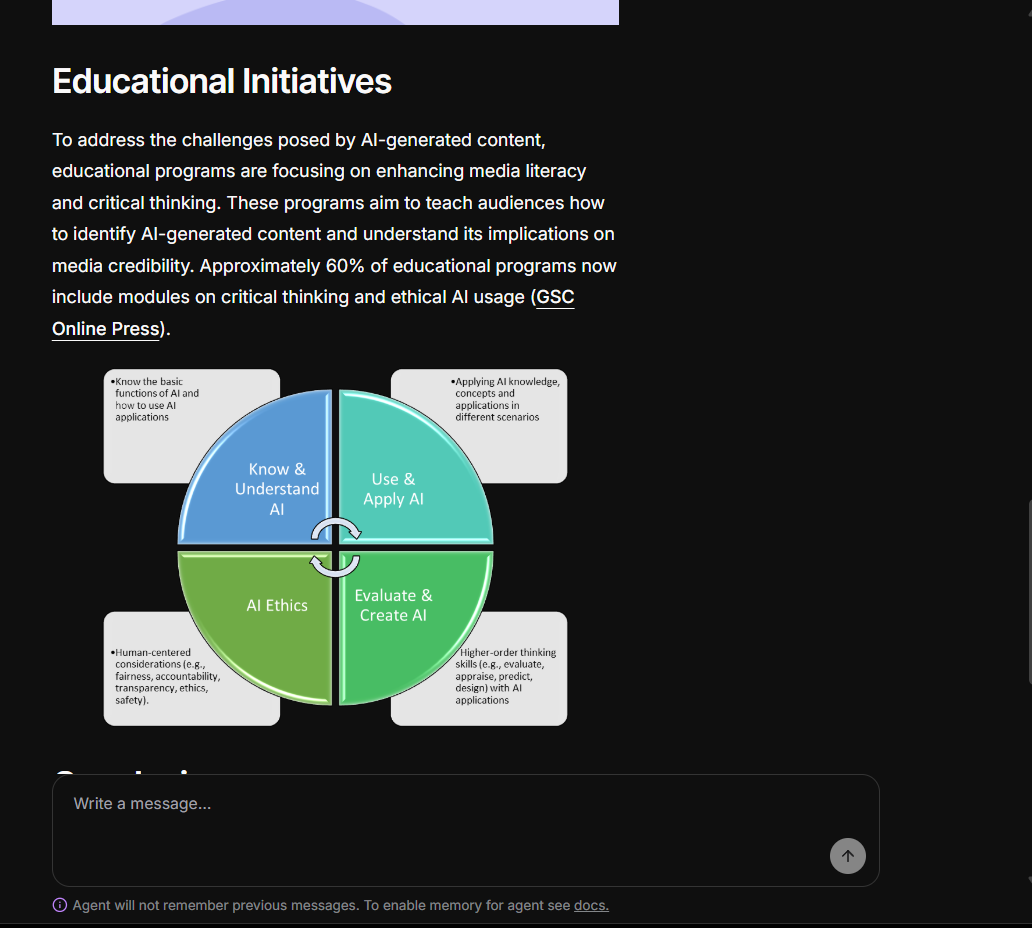 Educational Initiatives
To address the challenges posed by AI-generated content,
educational programs are focusing on enhancing media literacy
and critical thinking. These programs aim to teach audiences how
to identify AI-generated content and understand its implications on
media credibility. Approximately 60% of educational programs now
include modules on critical thinking and ethical AI usage (GSC
Online Press).
•Know the basic
functions of AI and
how to use AI
applications
•Applying AI knowledge,
concepts and
applications in
different scenarios
Know &
Understand
AI
Use &
Apply AI
AI Ethics
Evaluate &
Create AI
•Human-centered
considerations (e.g.,
fairness, accountability,
transparency, ethics,
safety).
Higher-order thinking
skills (e.g., evaluate,
appraise, predict,
design) with AI
applications
Write a message...
Agent will not remember previous messages. To enable memory for agent see docs.